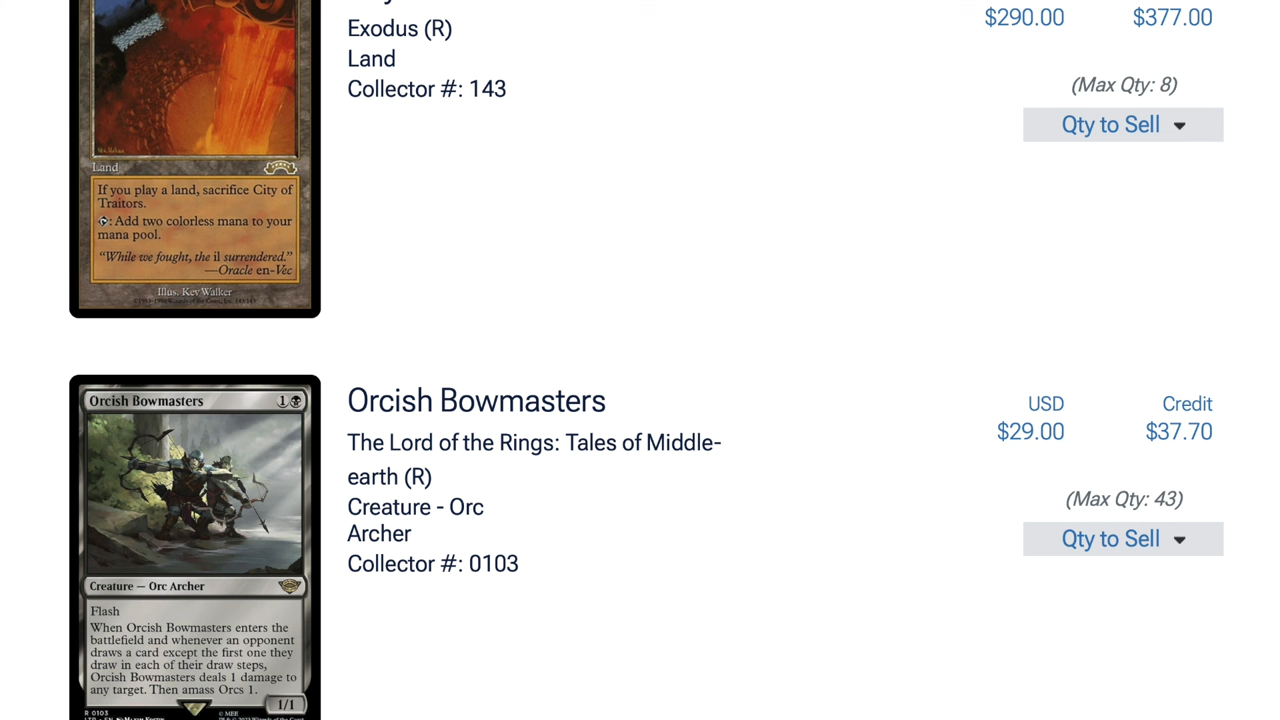 Exodus (R)
Land
Collector #: 143
$290.00 $377.00
(Max Qty: 8)
Qty to Sell
Land
If you play a land, sacrifice City of
Traitors.
: Add two colorless mana to your
mana pool.
“While we fought, the il surrendered.”
—Oracle en-Vec
Illus. Kev Walker
Orcish Bowmasters
The Lord of the Rings: Tales of Middle-
earth (R)
Creature - Orc
Archer
Collector #: 0103
USD Credit
$29.00 $37.70
(Max Qty: 43)
Qty to Sell
Orcish Bowmasters 1
Creature — Orc Archer
Flash
When Orcish Bowmasters enters the
battlefield and whenever an opponent
draws a card except the first one they
draw in each of their draw steps,
Orcish Bowmasters deals 1 damage to
any target. Then amass Orcs 1.
1/1
R 0103
© MEE